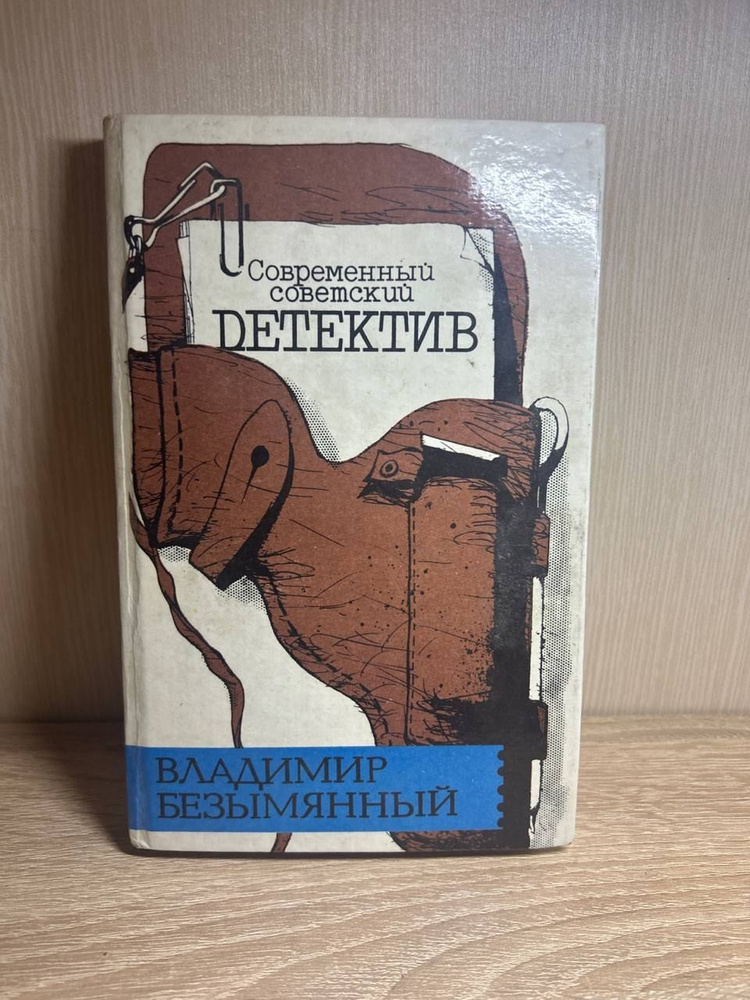 Современный
советский
DЕТЕКТИВ
ВЛАДИМИР
БЕЗЫМЯННЫЙ